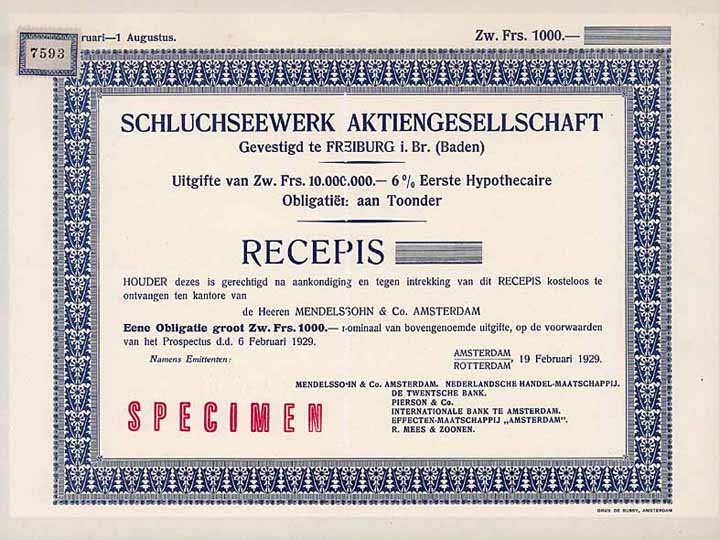 7593
ruari—1 Augustus.
Zw. Frs. 1000.—
SCHLUCHSEEWERK AKTIENGESELLSCHAFT
Gevestigd te FREIBURG i. Br. (Baden)
Uitgifte van Zw. Frs. 10.000.000.— 6% Eerste Hypothecaire
Obligatiën aan Toonder
RECEPIS
HOUDER dezes is gerechtigd na aankondiging en tegen intrekking van dit RECEPIS kosteloos te
ontvangen ten kantore van
de Heeren MENDELSSOHN & Co. AMSTERDAM
Eene Obligatie groot Zw. Frs. 1000.— nominaal van bovengenoemde uitgifte, op de voorwaarden
van het Prospectus d.d. 6 Februari 1929.
Namens Emittenten:
AMSTERDAM
ROTTERDAM, 19 Februari 1929.
MENDELSSOHN & Co. AMSTERDAM. NEDERLANDSCHE HANDEL-MAATSCHAPPIJ.
DE TWENTSCHE BANK.
PIERSON & Co.
INTERNATIONALE BANK TE AMSTERDAM.
EFFECTEN-MAATSCHAPPIJ „AMSTERDAM".
R. MEES & ZOONEN.
SPECIMEN
DRUK DE BUSSY, AMSTERDAM